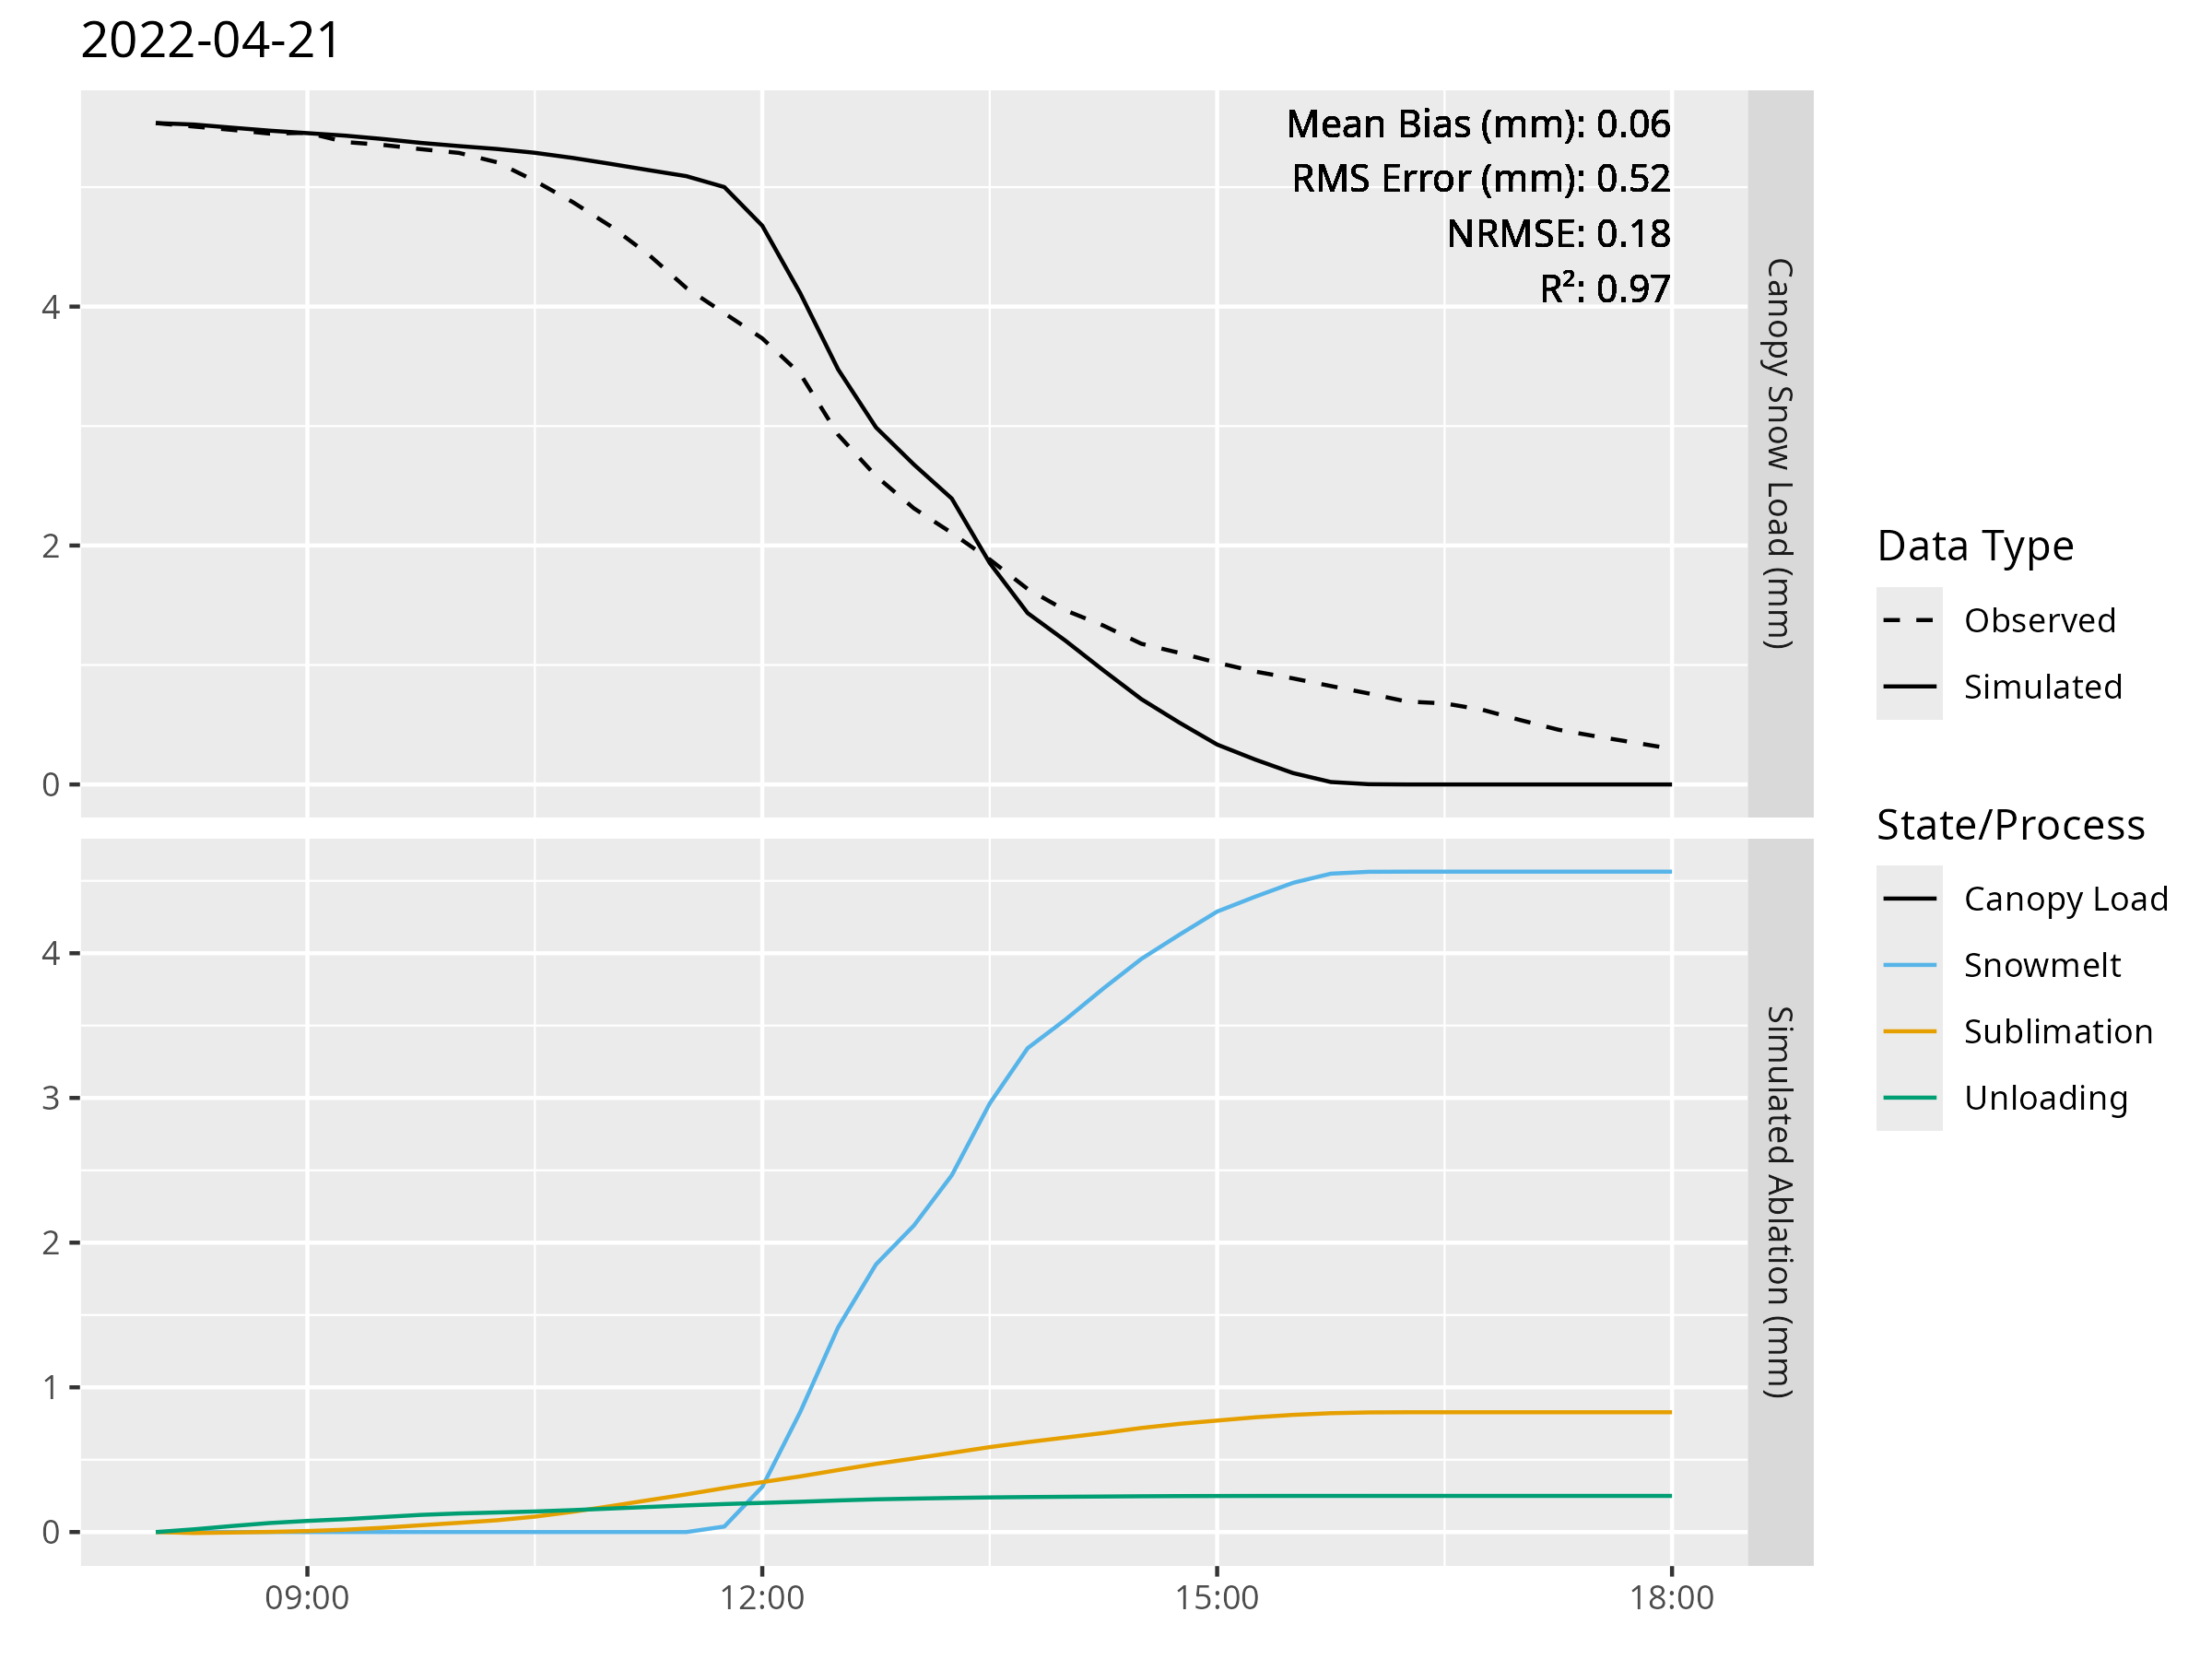 2022-04-21
Mean Bias (mm): 0.06
RMS Error (mm): 0.52
NRMSE: 0.18
R²: 0.97
4
2
0
Canopy Snow Load (mm)
4
3
2
1
0
Simulated Ablation (mm)
09:00
12:00
15:00
18:00
Data Type
Observed
Simulated
State/Process
Canopy Load
Snowmelt
Sublimation
Unloading